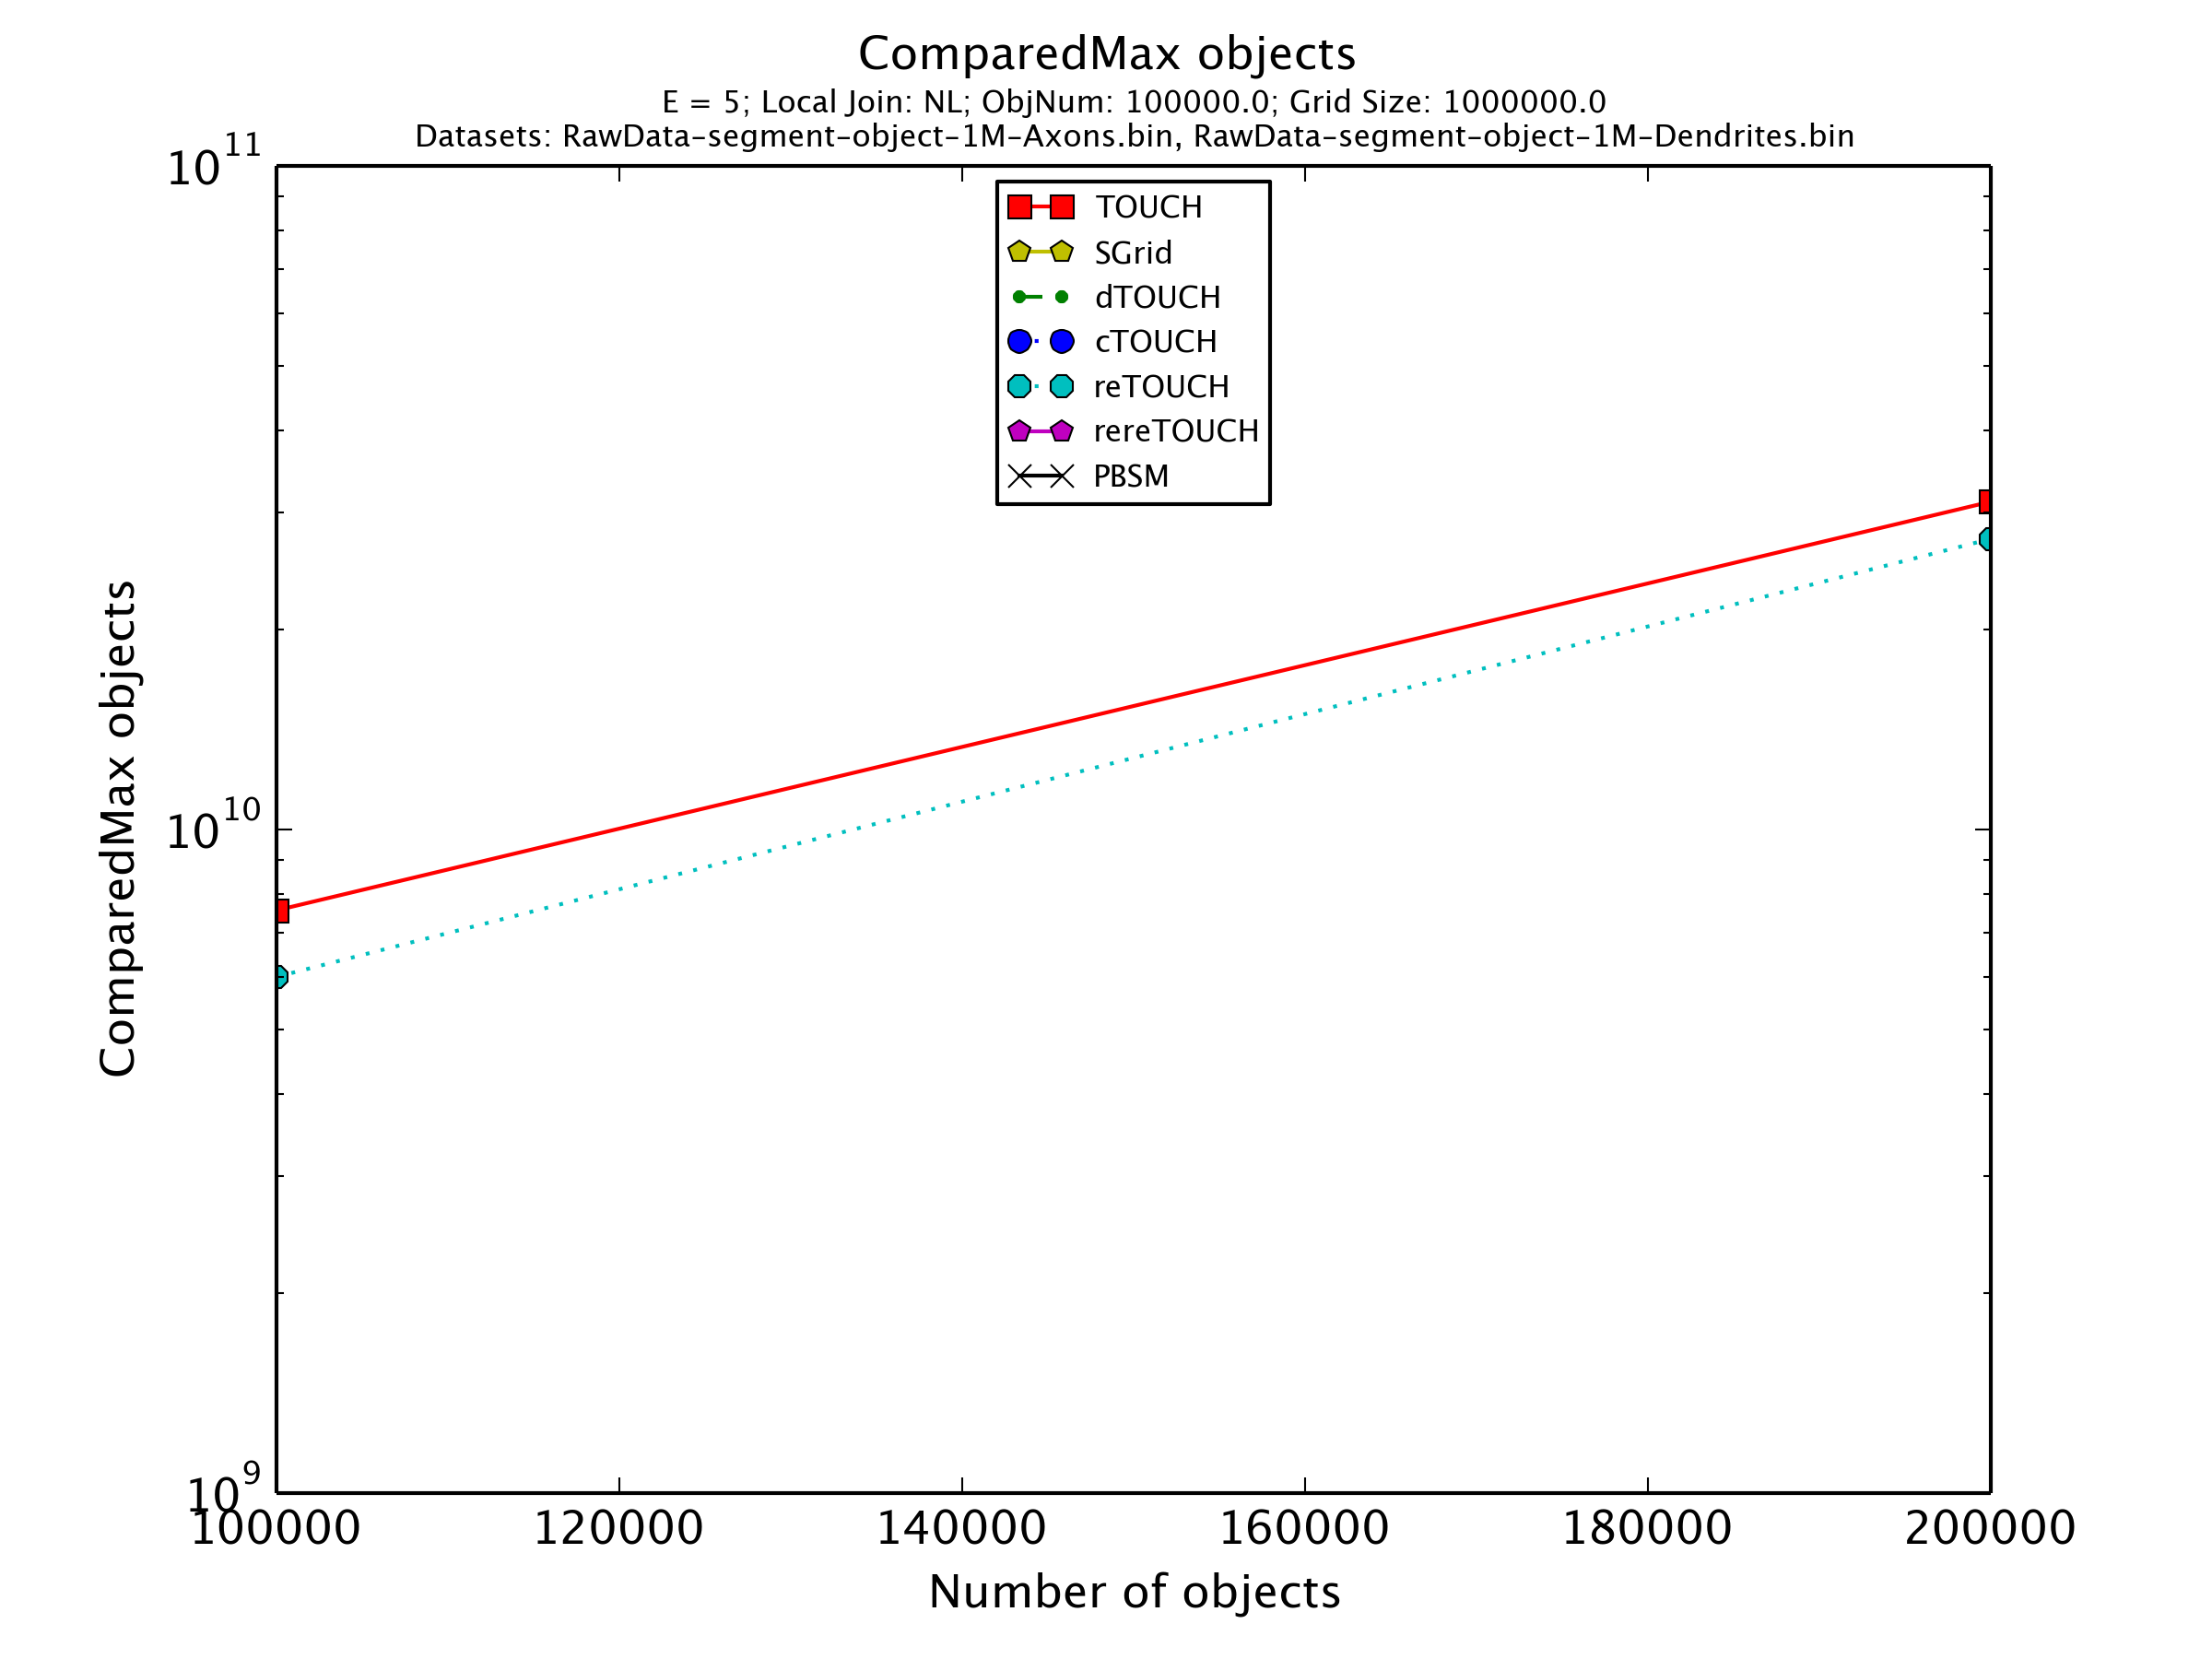 ComparedMax objects
E = 5; Local Join: NL; ObjNum: 100000.0; Grid Size: 1000000.0
Datasets: RawData-segment-object-1M-Axons.bin, RawData-segment-object-1M-Dendrites.bin
10^11
TOUCH
SGrid
dTOUCH
cTOUCH
reTOUCH
rereTOUCH
PBSM
ComparedMax objects
10^10
10^9
100000 120000 140000 160000 180000 200000
Number of objects